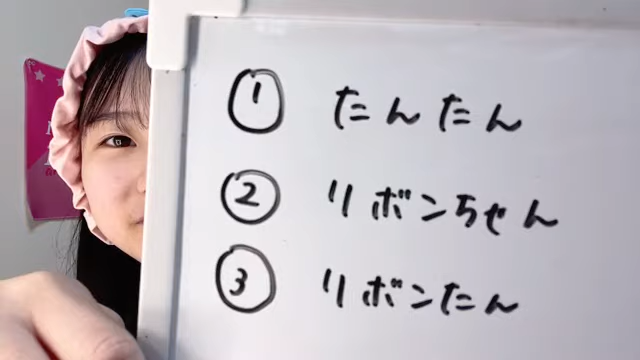 ① たんたん
② リボンちゃん
③ リボンたん